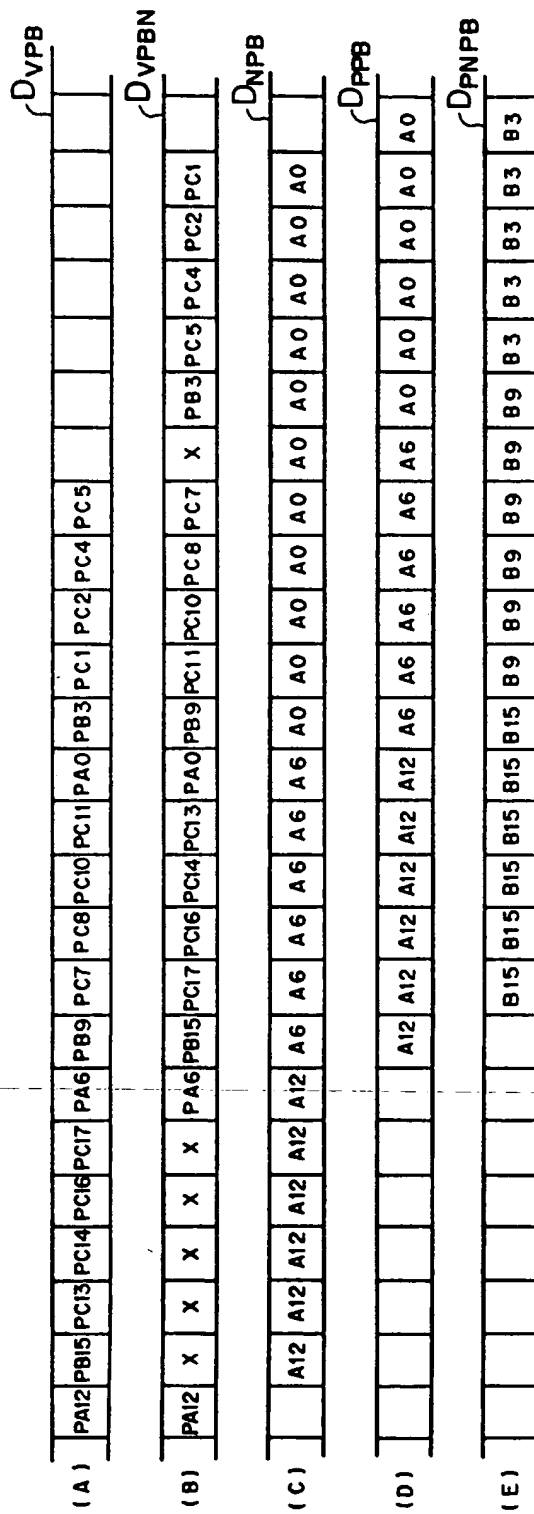 DVPB
(A) PA12 PB15 PC13 PC14 PC16 PC17 PA6 PB9 PC7 PC8 PC10 PC11 PA0 PB3 PC1 PC2 PC4 PC5
DVPBN
(B) PA12 X X X X X PA6 PB15 PC17 PC16 PC14 PC13 PA0 PB9 PC11 PC10 PC8 PC7 X PB3 PC5 PC4 PC2 PC1
DNPB
(C) A12 A12 A12 A12 A12 A12 A6 A6 A6 A6 A6 A6 A0 A0 A0 A0 A0 A0 A0 A0 A0 A0 A0
DPPB
(D) A12 A12 A12 A12 A12 A12 A6 A6 A6 A6 A6 A6 A0 A0 A0 A0 A0 A0
DPNPB
(E) B15 B15 B15 B15 B15 B15 B9 B9 B9 B9 B9 B9 B3 B3 B3 B3 B3